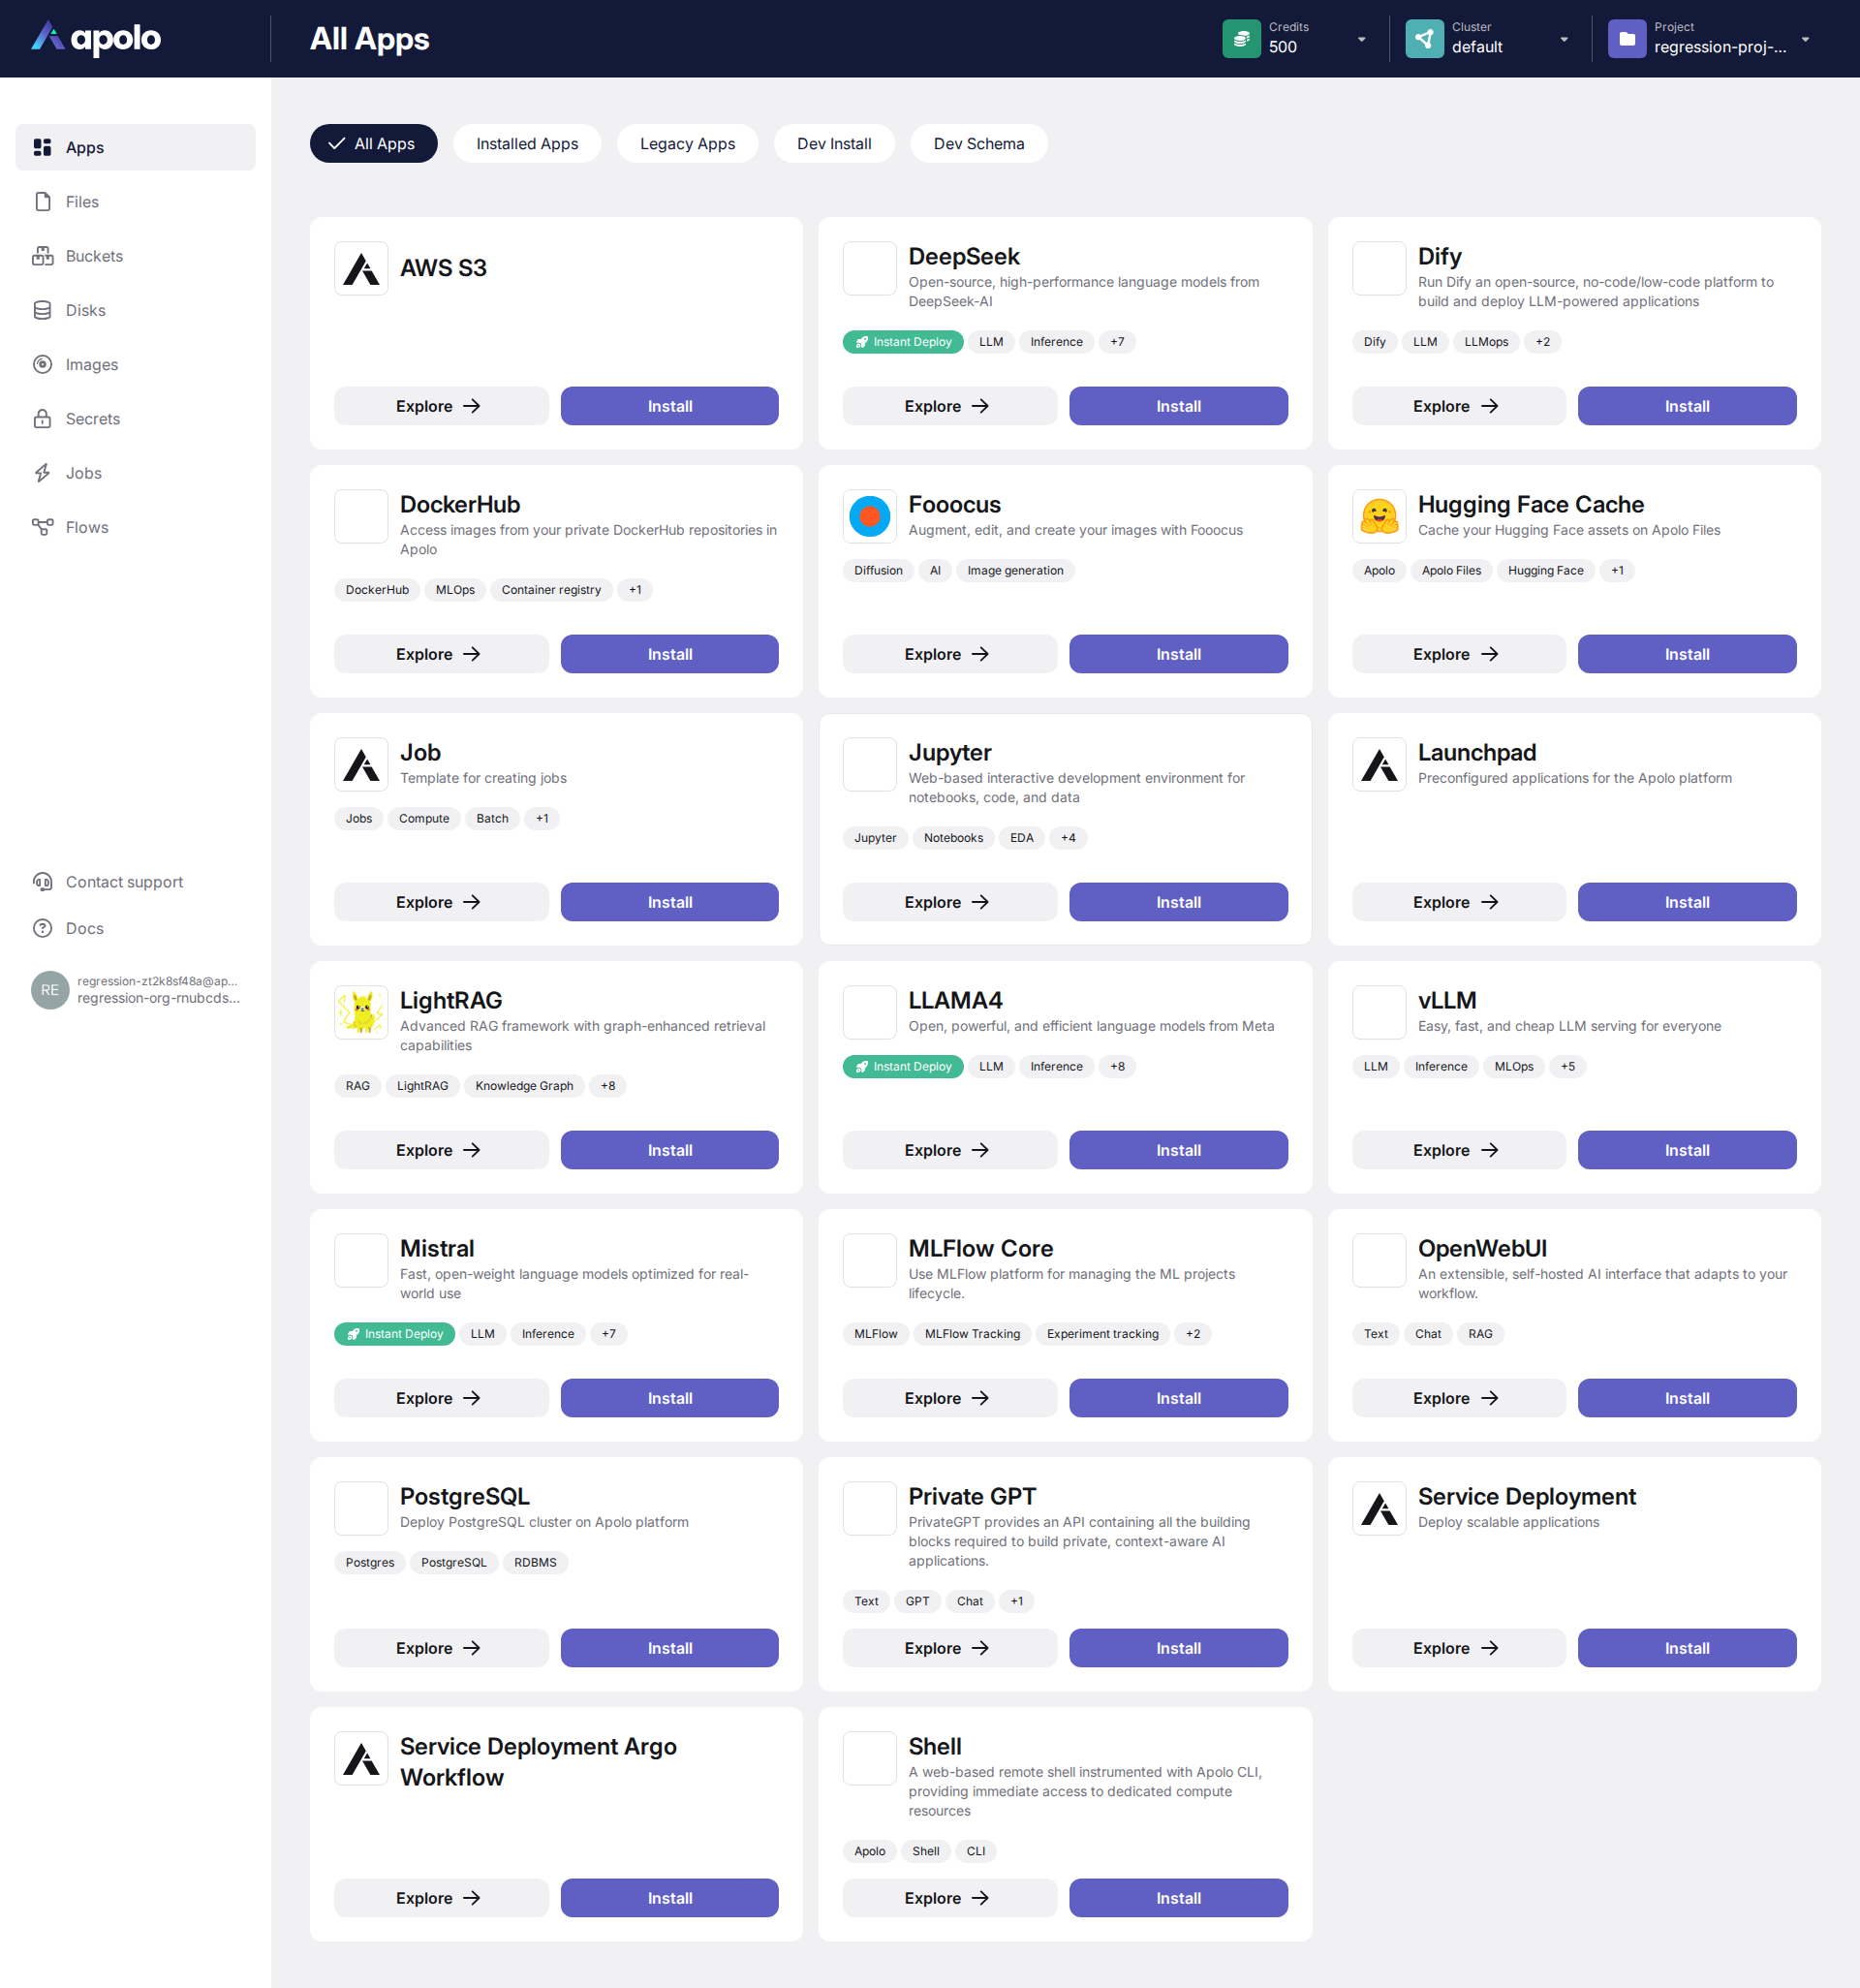 apolo
All Apps
Credits
500
Cluster
default
Project
regression-proj-...
Apps
Files
Buckets
Disks
Images
Secrets
Jobs
Flows
Contact support
Docs
RE
regression-zt2k8sf48a@ap...
regression-org-rnubcds...
All Apps
Installed Apps
Legacy Apps
Dev Install
Dev Schema
AWS S3
Explore
Install
DeepSeek
Open-source, high-performance language models from
DeepSeek-AI
Instant Deploy LLM Inference +7
Explore
Install
Dify
Run Dify an open-source, no-code/low-code platform to
build and deploy LLM-powered applications
Dify LLM LLMops +2
Explore
Install
DockerHub
Access images from your private DockerHub repositories in
Apolo
DockerHub MLOps Container registry +1
Explore
Install
Fooocus
Augment, edit, and create your images with Fooocus
Diffusion AI Image generation
Explore
Install
Hugging Face Cache
Cache your Hugging Face assets on Apolo Files
Apolo Apolo Files Hugging Face +1
Explore
Install
Job
Template for creating jobs
Jobs Compute Batch +1
Explore
Install
Jupyter
Web-based interactive development environment for
notebooks, code, and data
Jupyter Notebooks EDA +4
Explore
Install
Launchpad
Preconfigured applications for the Apolo platform
Explore
Install
LightRAG
Advanced RAG framework with graph-enhanced retrieval
capabilities
RAG LightRAG Knowledge Graph +8
Explore
Install
LLAMA4
Open, powerful, and efficient language models from Meta
Instant Deploy LLM Inference +8
Explore
Install
vLLM
Easy, fast, and cheap LLM serving for everyone
LLM Inference MLOps +5
Explore
Install
Mistral
Fast, open-weight language models optimized for real-
world use
Instant Deploy LLM Inference +7
Explore
Install
MLFlow Core
Use MLFlow platform for managing the ML projects
lifecycle.
MLFlow MLFlow Tracking Experiment tracking +2
Explore
Install
OpenWebUI
An extensible, self-hosted AI interface that adapts to your
workflow.
Text Chat RAG
Explore
Install
PostgreSQL
Deploy PostgreSQL cluster on Apolo platform
Postgres PostgreSQL RDBMS
Explore
Install
Private GPT
PrivateGPT provides an API containing all the building
blocks required to build private, context-aware AI
applications.
Text GPT Chat +1
Explore
Install
Service Deployment
Deploy scalable applications
Explore
Install
Service Deployment Argo
Workflow
Explore
Install
Shell
A web-based remote shell instrumented with Apolo CLI,
providing immediate access to dedicated compute
resources
Apolo Shell CLI
Explore
Install